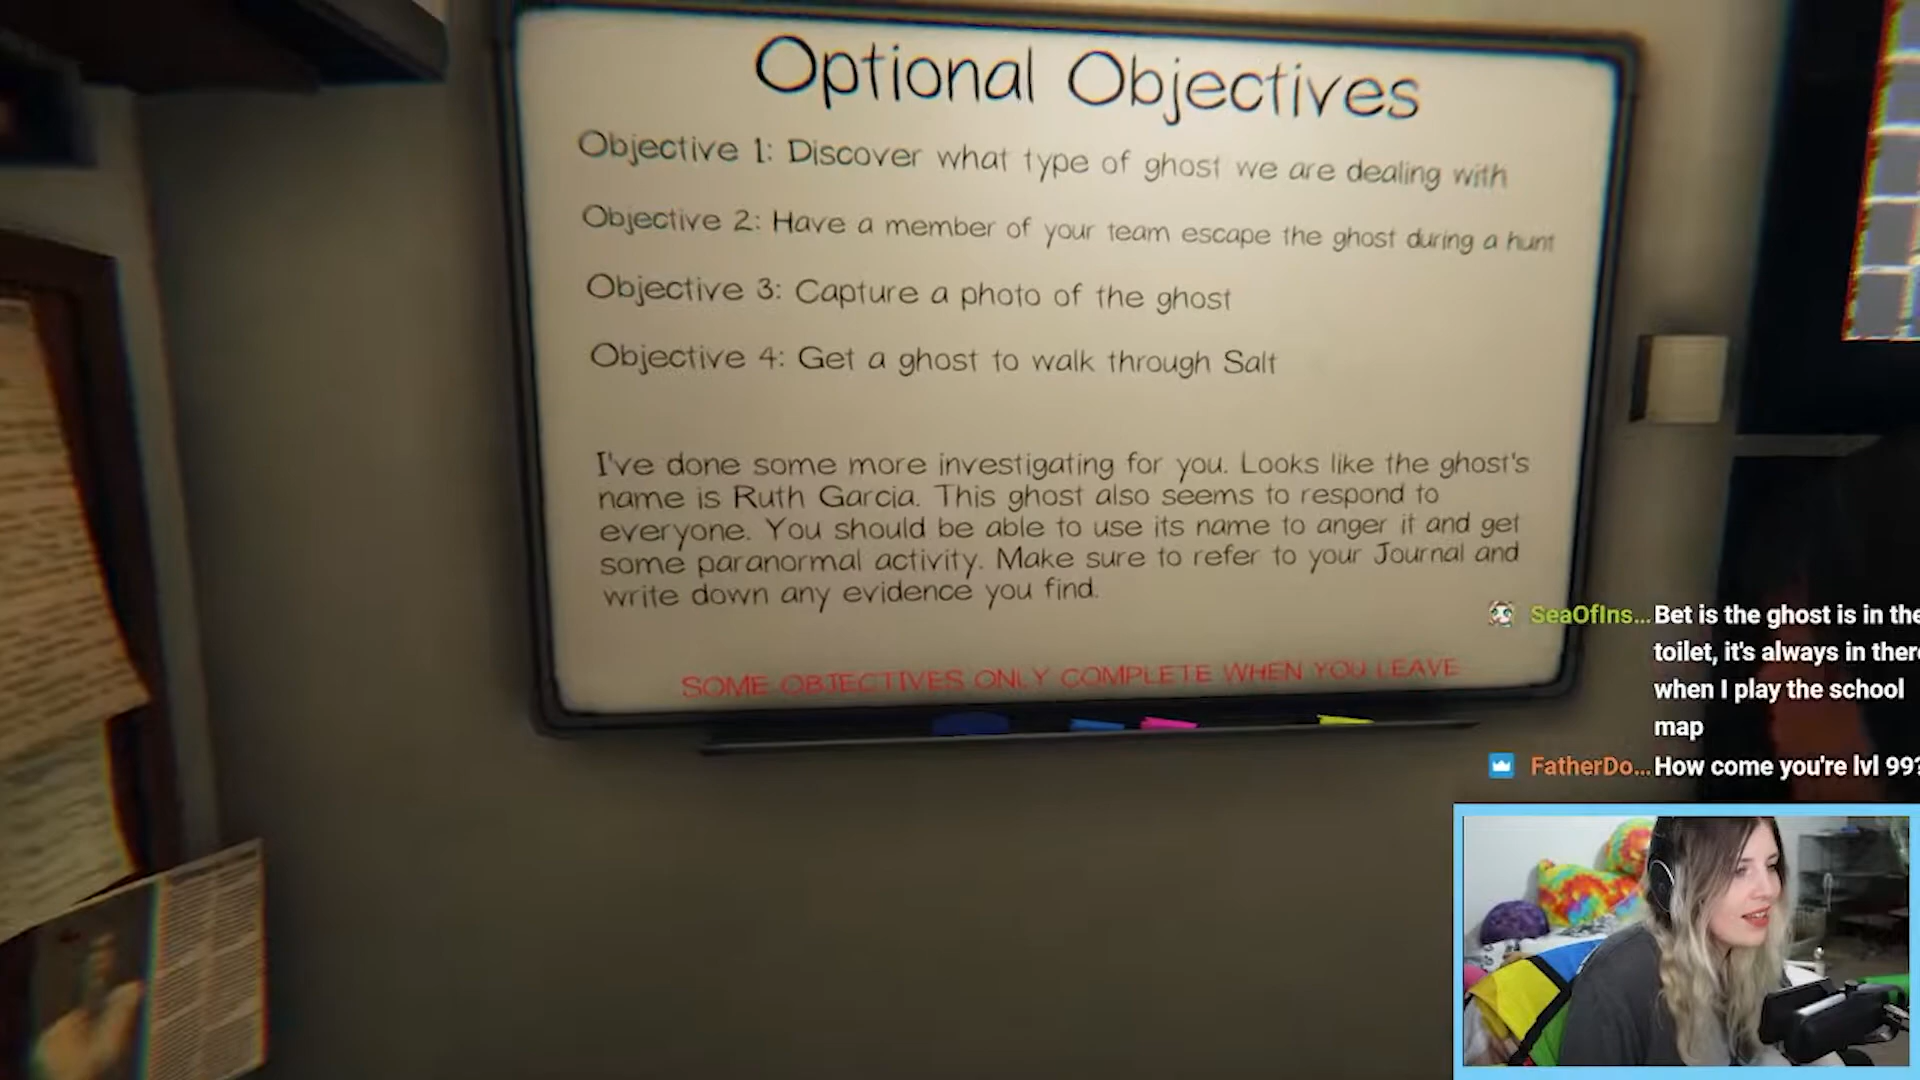 Optional Objectives
Objective 1: Discover what type of ghost we are dealing with
Objective 2: Have a member of your team escape the ghost during a hunt
Objective 3: Capture a photo of the ghost
Objective 4: Get a ghost to walk through Salt
I've done some more investigating for you. Looks like the ghost's
name is Ruth Garcia. This ghost also seems to respond to
everyone. You should be able to use its name to anger it and get
some paranormal activity. Make sure to refer to your Journal and
write down any evidence you find.
SOME OBJECTIVES ONLY COMPLETE WHEN YOU LEAVE
SeaOfIns... Bet is the ghost is in the
toilet, it's always in there
when I play the school
map
FatherDo... How come you're lvl 99?